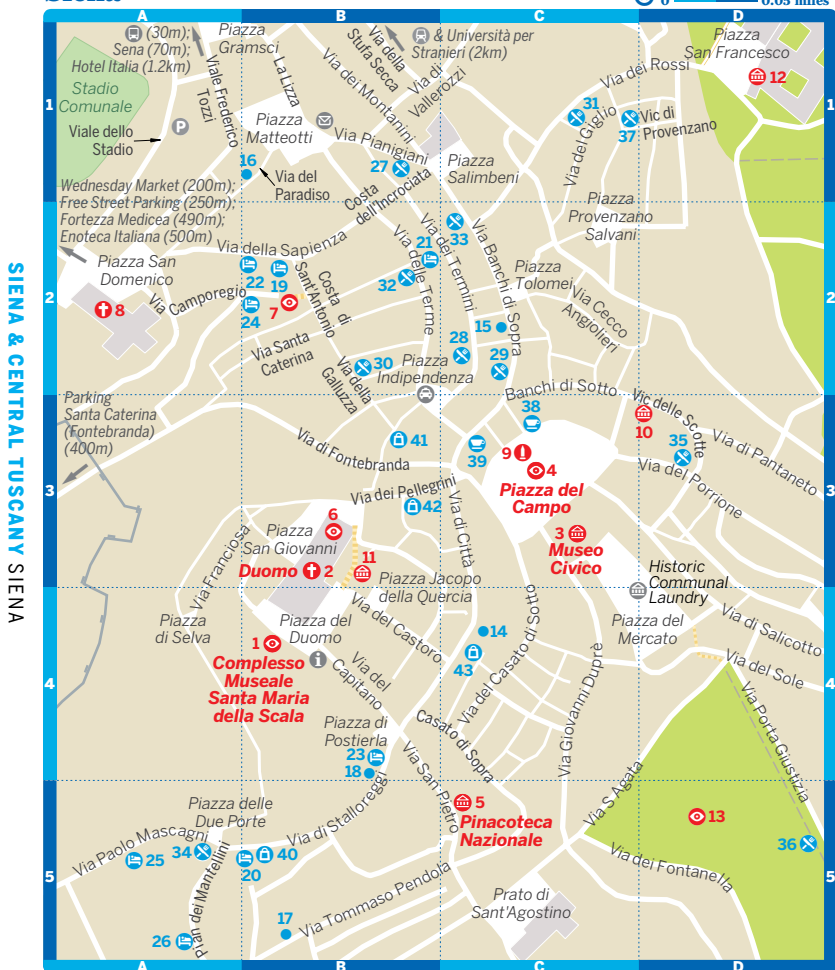 Siena
0
0.05 miles
A
B
C
D
(30m);
Sena (70m);
Hotel Italia (1.2km)
Piazza
Gramsci
Via della
Stufa Secca
& Università per
Stranieri (2km)
Piazza
San Francesco
12
Stadio
Comunale
Viale Frederico
Tozzi
La Lizza
Via dei Montanini
Via di
Vallerozzi
Via dei Rossi
31
37
Vic di
Provenzano
Via del Giglio
1
1
Viale dello
Stadio
P
Piazza
Matteotti
Via Pianigiani
16
Via del
Paradiso
27
Piazza
Salimbeni
Costa
dell'Incrociata
Wednesday Market (200m);
Free Street Parking (250m);
Fortezza Medicea (490m);
Enoteca Italiana (500m)
Piazza
Provenzano
Salvani
Via della Sapienza
21
33
Via dei Termini
Via delle Terme
Via Banchi di Sopra
Piazza San
Domenico
22
19
Sant'Antonio
Costa di
32
Piazza
Tolomei
2
2
Via Camporegio
8
24
7
15
Via Cecco
Angiolieri
Via Santa
Caterina
28
29
30
Via della
Galluzza
Piazza
Indipendenza
Banchi di Sotto
Parking
Santa Caterina
(Fontebranda)
(400m)
38
Vic delle Scotte
10
35
Via di Pantaneto
41
39
9
4
Via di Fontebranda
Piazza del
Campo
Via del Porrione
3
3
Via dei Pellegrini
42
Via di Città
6
Piazza
San Giovanni
3
Museo
Civico
Via Franciosa
Duomo
2
11
Piazza Jacopo
della Quercia
Historic
Communal
Laundry
Piazza
di Selva
Piazza del
Duomo
Via del Castoro
14
Via del Casato di Sotto
Piazza del
Mercato
Via di Salicotto
1
Complesso
Museale
Santa Maria
della Scala
i
Via del
Capitano
43
Via del Sole
4
4
Via Giovanni Duprè
Casato di Sopra
Via Porta Giustizia
Piazza di
Postierla
23
18
Via San Pietro
Via S Agata
Piazza delle
Due Porte
Via di Stalloreggi
5
Pinacoteca
Nazionale
13
36
Via Paolo Mascagni
25
34
20
40
Via dei Fontanella
5
5
Pian dei Mantellini
17
Via Tommaso Pendola
Prato di
Sant'Agostino
26
A
B
C
D
SIENA & CENTRAL TUSCANY SIENA